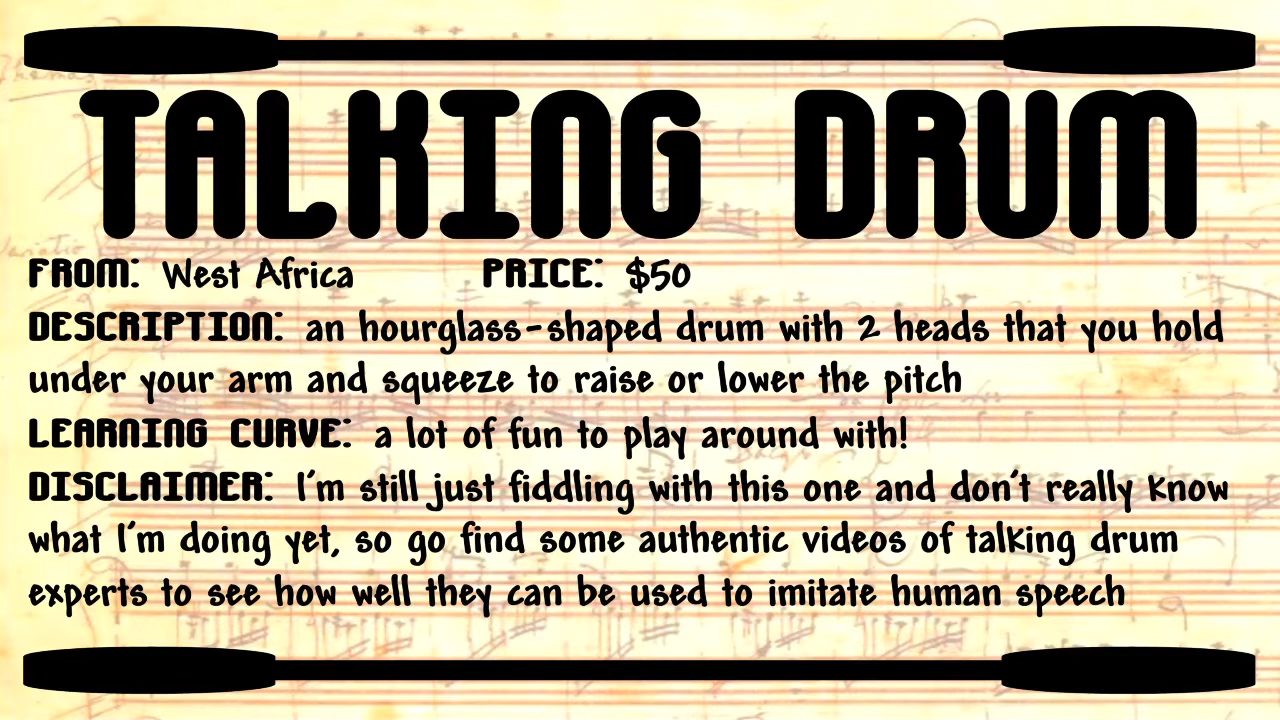 TALKING DRUM
FROM: West Africa PRICE: $50
DESCRIPTION: an hourglass-shaped drum with 2 heads that you hold
under your arm and squeeze to raise or lower the pitch
LEARNING CURVE: a lot of fun to play around with!
DISCLAIMER: I'm still just fiddling with this one and don't really know
what I'm doing yet, so go find some authentic videos of talking drum
experts to see how well they can be used to imitate human speech